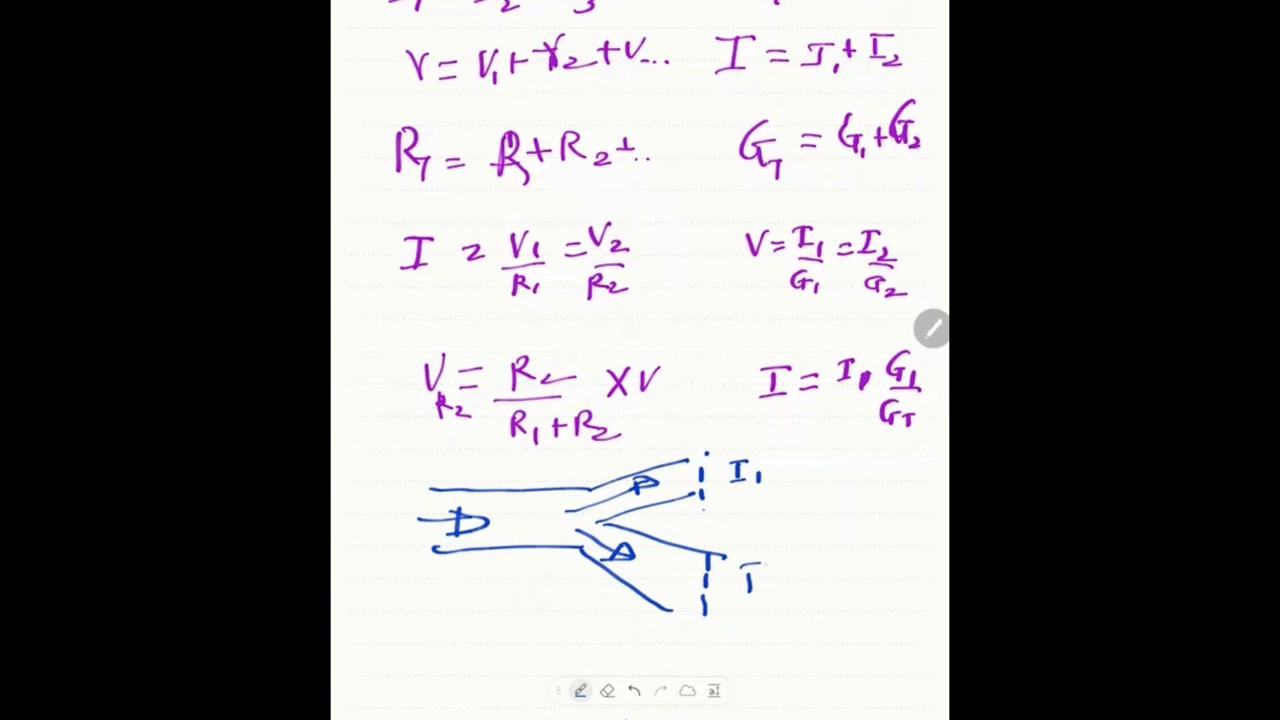 V = V1 + V2 + V... I = I1 + I2
RT = R1 + R2 + .. GT = G1 + G2
I = V1/R1 = V2/R2 V = I1/G1 = I2/G2
VR2 = R2/(R1 + R2) X V I = I1 G1/GT
I1
I